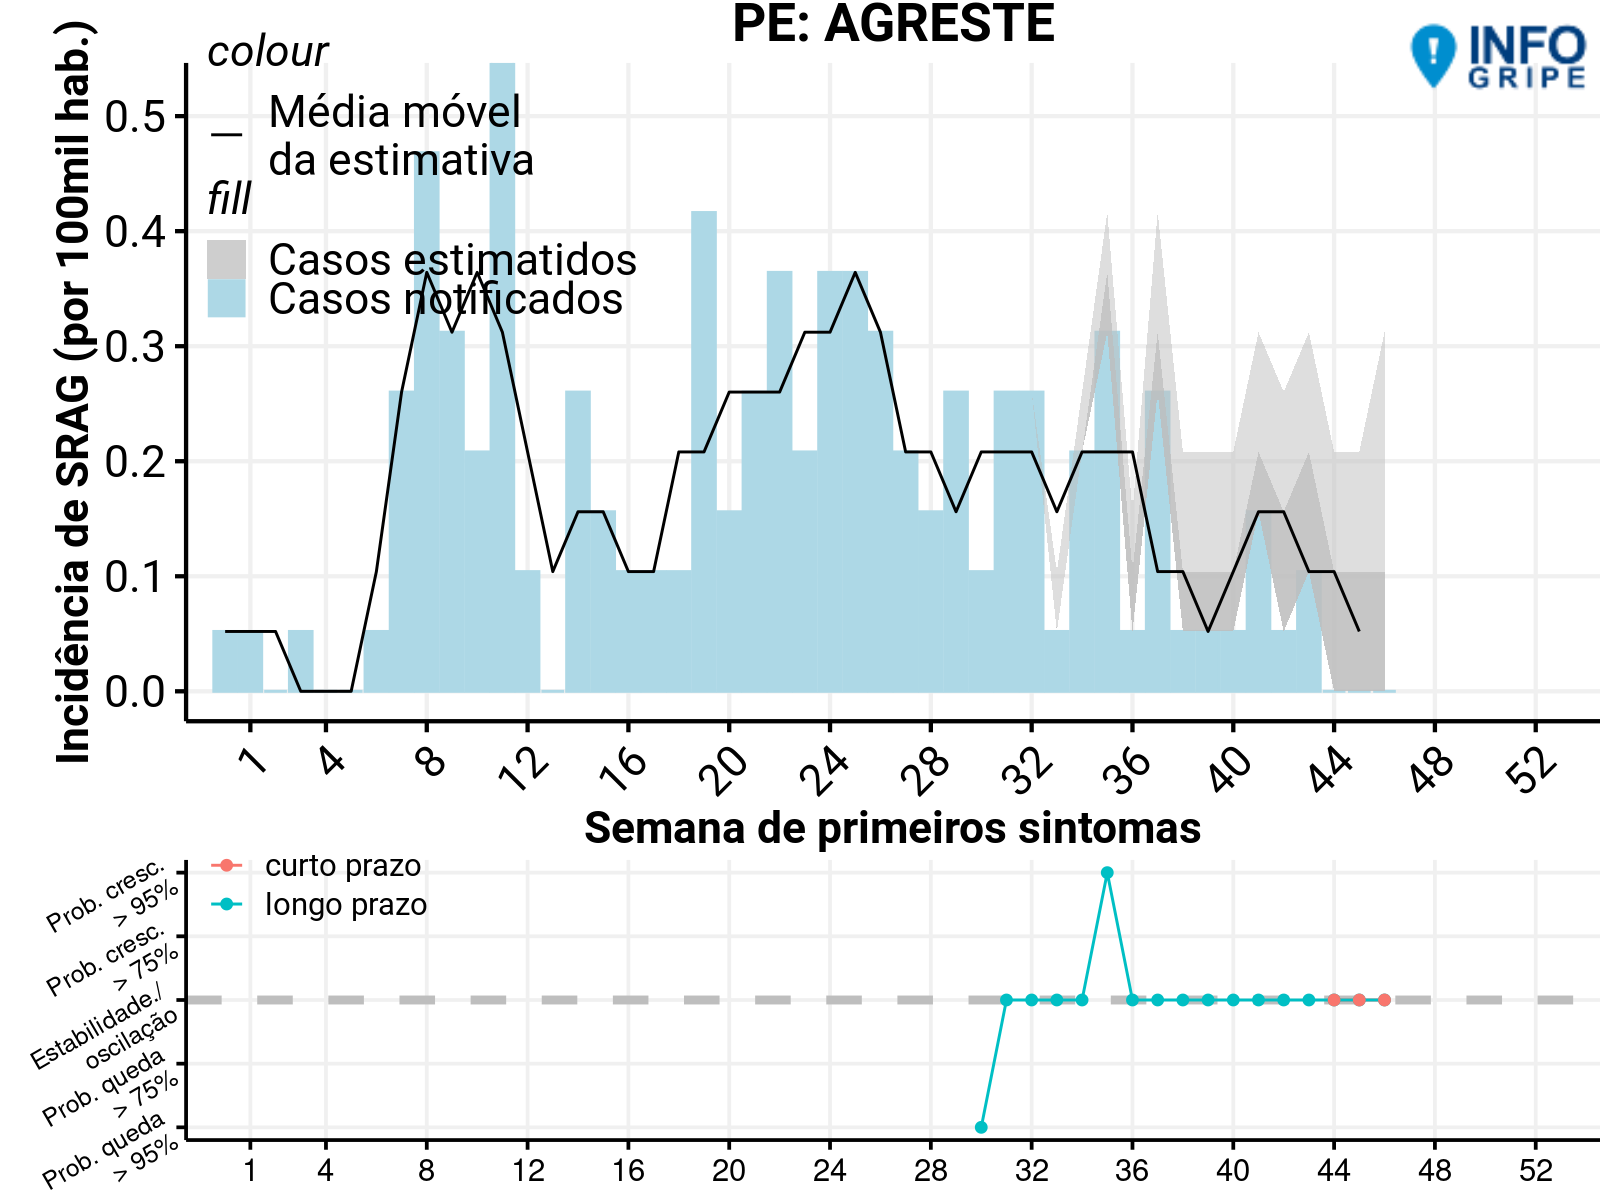 PE: AGRESTE
INFO
GRIPE
Incidência de SRAG (por 100mil hab.)
colour
Média móvel
da estimativa
fill
Casos estimatidos
Casos notificados
0.5
0.4
0.3
0.2
0.1
0.0
1 4 8 12 16 20 24 28 32 36 40 44 48 52
Semana de primeiros sintomas
curto prazo
longo prazo
Prob. cresc.
> 95%
Prob. cresc.
> 75%
Estabilidade./
oscilação
Prob. queda
> 75%
Prob. queda
> 95%
1 4 8 12 16 20 24 28 32 36 40 44 48 52